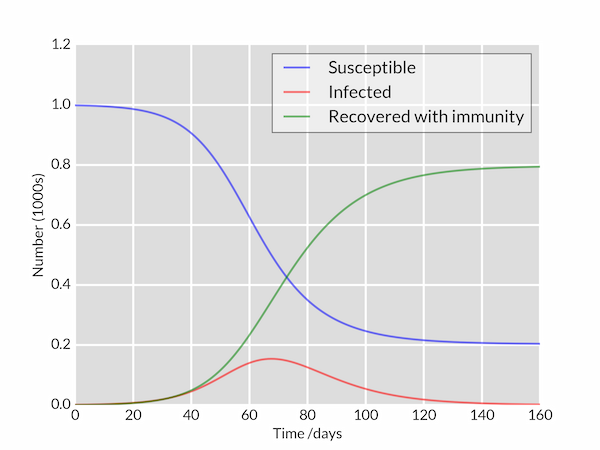 1.2
Susceptible
Infected
Recovered with immunity
1.0
0.8
0.6
0.4
0.2
0.0
Number (1000s)
0 20 40 60 80 100 120 140 160
Time /days